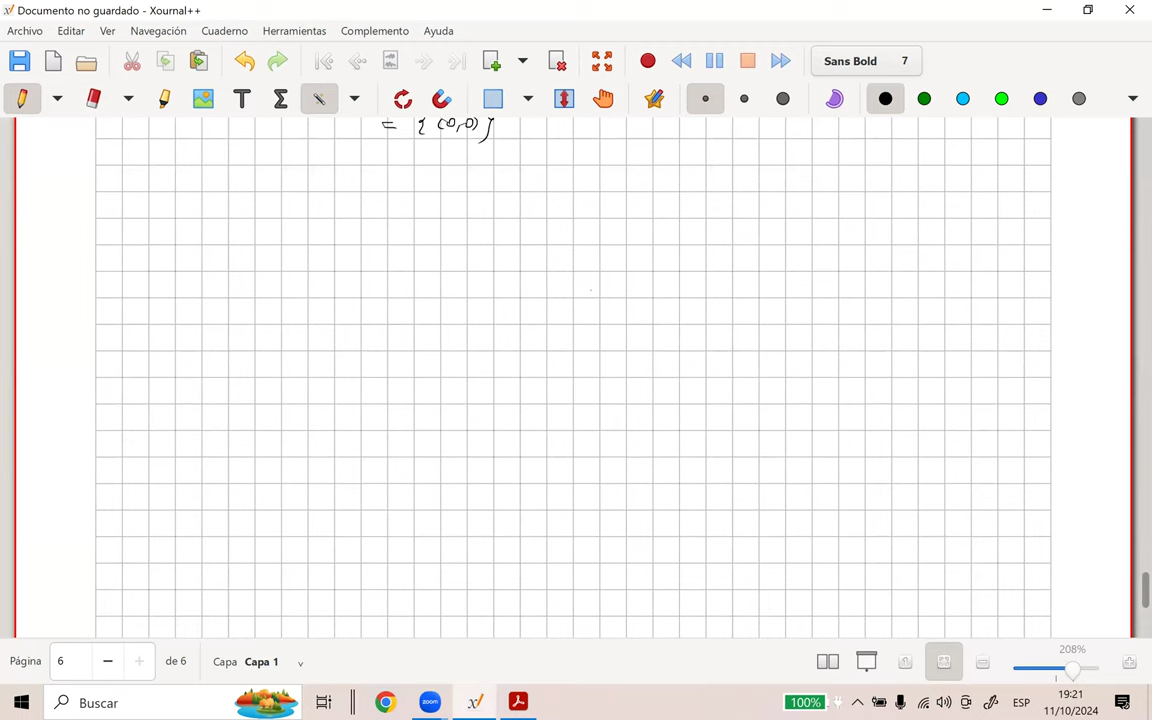 Documento no guardado - Xournal++
Archivo Editar Ver Navegación Cuaderno Herramientas Complemento Ayuda
Sans Bold 7
= { (0,0) }
Página 6 de 6 Capa Capa 1 208%
Buscar zoom 100% ESP 19:21
11/10/2024